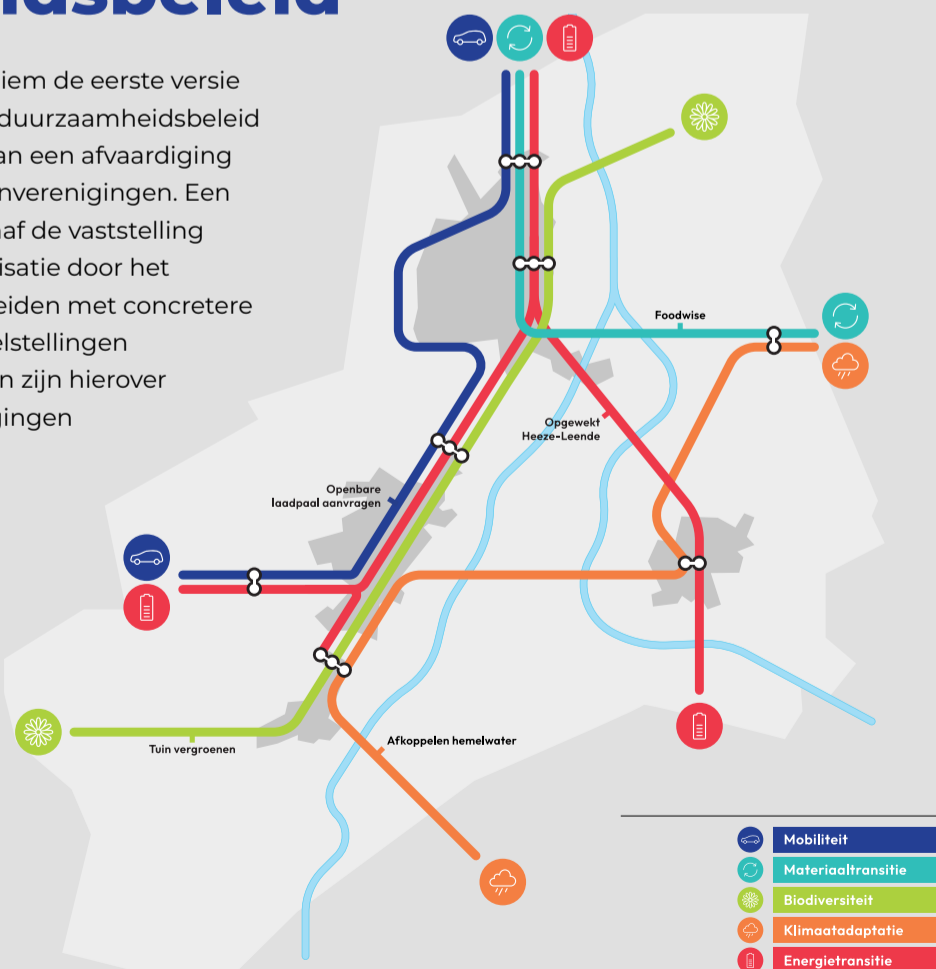 iem de eerste versie
duurzaamheidsbeleid
an een afvaardiging
nverenigingen. Een
af de vaststelling
isatie door het
eiden met concretere
elstellingen
n zijn hierover
gingen
Foodwise
Opgewekt
Heeze-Leende
Openbare
laadpaal aanvragen
Tuin vergroenen
Afkoppelen hemelwater
Mobiliteit
Materiaaltransitie
Biodiversiteit
Klimaatadaptatie
Energietransitie